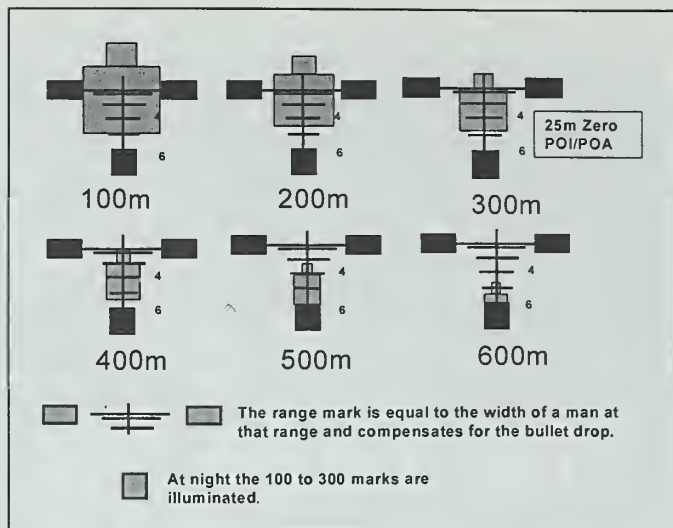 4
6
100m
4
6
200m
4
6
300m
25m Zero
POI/POA
4
6
400m
4
6
500m
4
6
600m
The range mark is equal to the width of a man at
that range and compensates for the bullet drop.
At night the 100 to 300 marks are
illuminated.